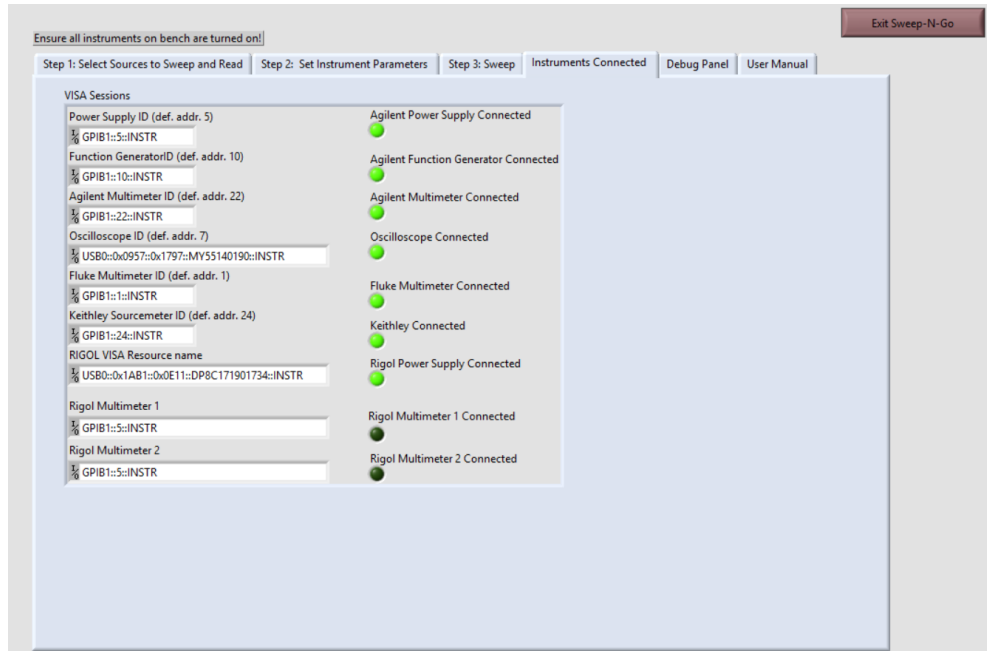 Exit Sweep-N-Go
Ensure all instruments on bench are turned on!
Step 1: Select Sources to Sweep and Read
Step 2: Set Instrument Parameters
Step 3: Sweep
Instruments Connected
Debug Panel
User Manual
VISA Sessions
Power Supply ID (def. addr. 5)
Agilent Power Supply Connected
GPIB1::5::INSTR
Function GeneratorID (def. addr. 10)
Agilent Function Generator Connected
GPIB1::10::INSTR
Agilent Multimeter ID (def. addr. 22)
Agilent Multimeter Connected
GPIB1::22::INSTR
Oscilloscope ID (def. addr. 7)
Oscilloscope Connected
USB0::0x0957::0x1797::MY55140190::INSTR
Fluke Multimeter ID (def. addr. 1)
Fluke Multimeter Connected
GPIB1::1::INSTR
Keithley Sourcemeter ID (def. addr. 24)
Keithley Connected
GPIB1::24::INSTR
RIGOL VISA Resource name
Rigol Power Supply Connected
USB0::0x1AB1::0x0E11::DP8C171901734::INSTR
Rigol Multimeter 1
Rigol Multimeter 1 Connected
GPIB1::5::INSTR
Rigol Multimeter 2
Rigol Multimeter 2 Connected
GPIB1::5::INSTR